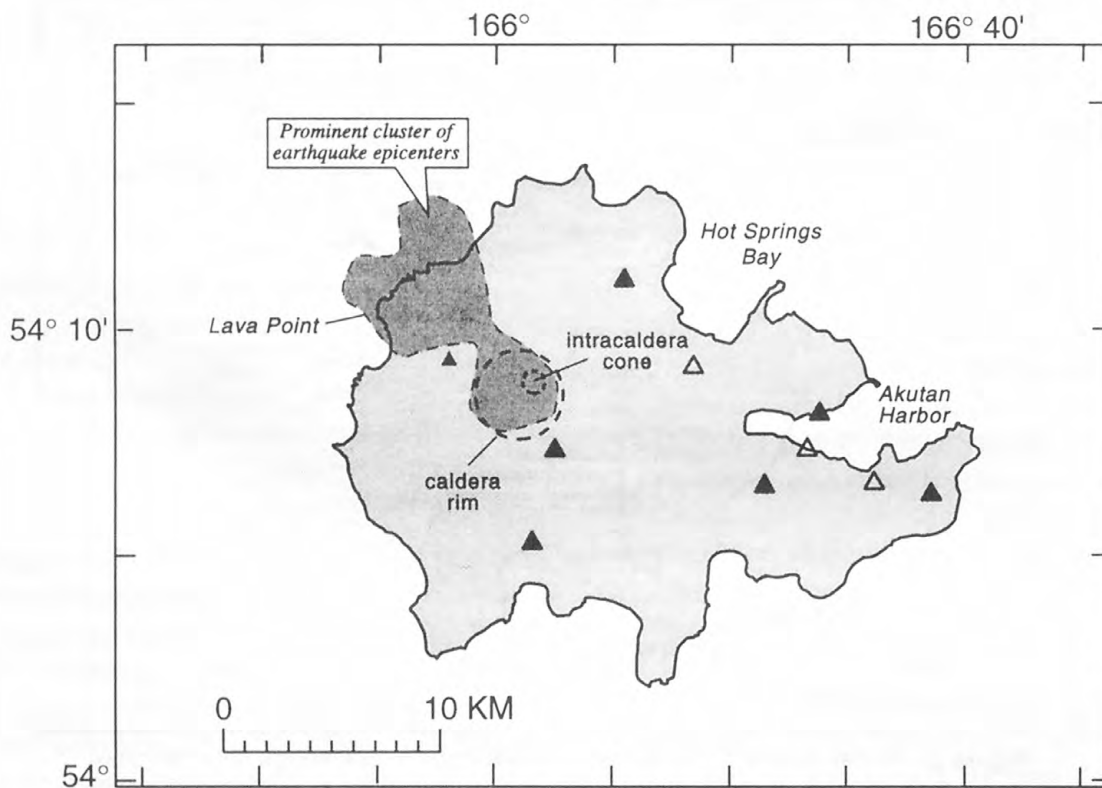 166°
166° 40'
Prominent cluster of
earthquake epicenters
Hot Springs
Bay
54° 10'
Lava Point
intracaldera
cone
Akutan
Harbor
caldera
rim
0
10 KM
54°